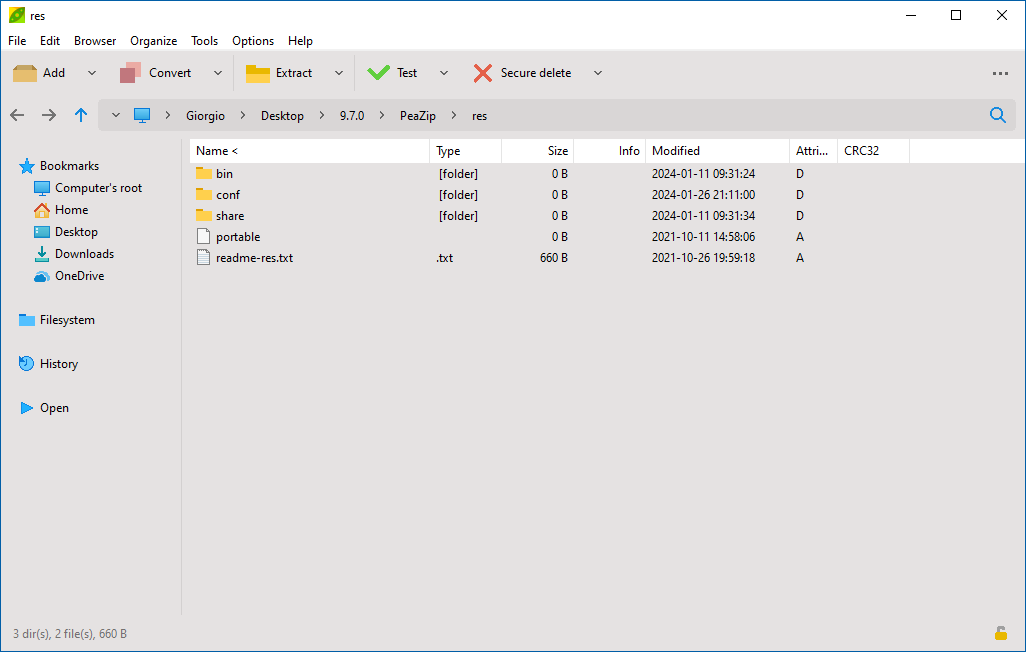 res
File Edit Browser Organize Tools Options Help
Add Convert Extract Test Secure delete
Giorgio > Desktop > 9.7.0 > PeaZip > res
Bookmarks
Computer's root
Home
Desktop
Downloads
OneDrive
Filesystem
History
Open
Name < Type Size Info Modified Attri... CRC32
bin [folder] 0 B 2024-01-11 09:31:24 D
conf [folder] 0 B 2024-01-26 21:11:00 D
share [folder] 0 B 2024-01-11 09:31:34 D
portable 0 B 2021-10-11 14:58:06 A
readme-res.txt .txt 660 B 2021-10-26 19:59:18 A
3 dir(s), 2 file(s), 660 B